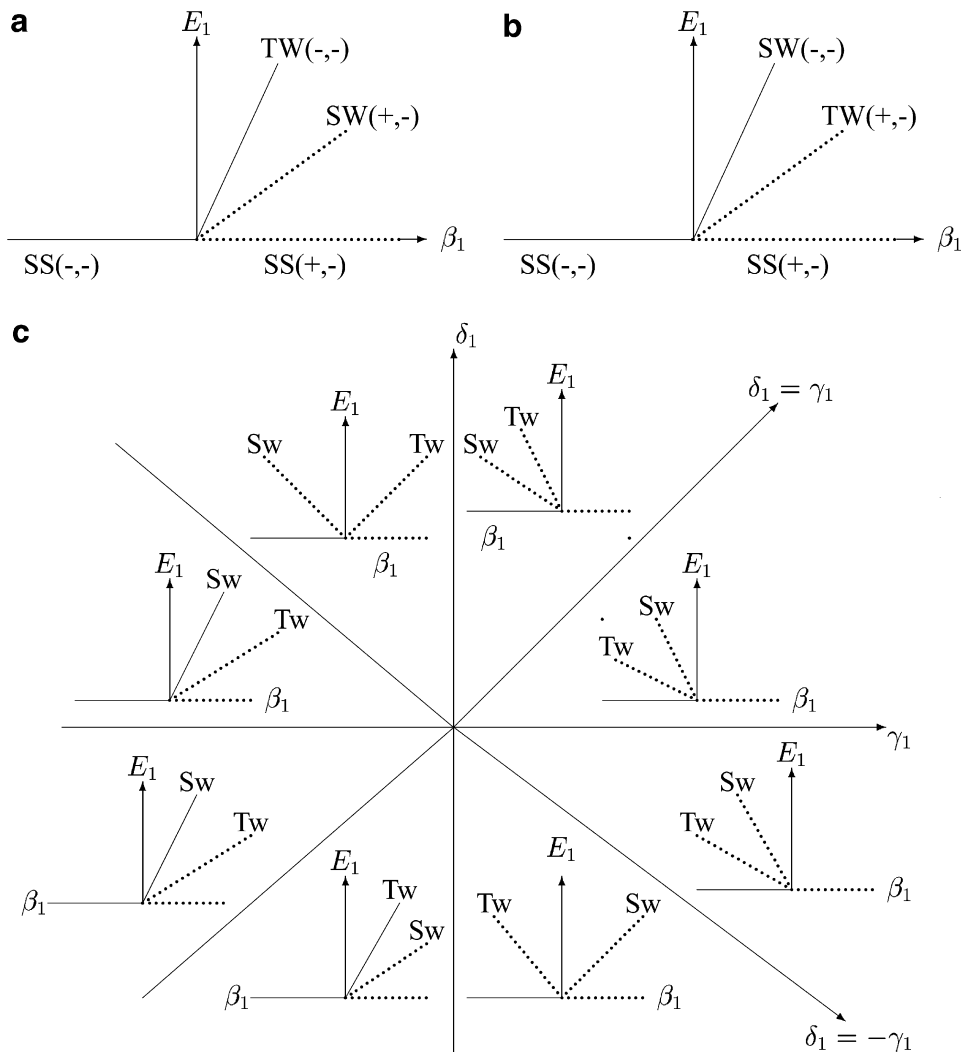 a
E₁
TW(-,-)
SW(+,-)
β₁
SS(-,-)
SS(+,-)
b
E₁
SW(-,-)
TW(+,-)
β₁
SS(-,-)
SS(+,-)
c
δ₁
δ₁ = γ₁
E₁
Sw
Tw
β₁
E₁
Tw
Sw
β₁
E₁
Sw
Tw
β₁
E₁
Sw
Tw
β₁
γ₁
E₁
Sw
Tw
β₁
E₁
Tw
Sw
β₁
E₁
Tw
Sw
β₁
E₁
Sw
Tw
β₁
δ₁ = −γ₁